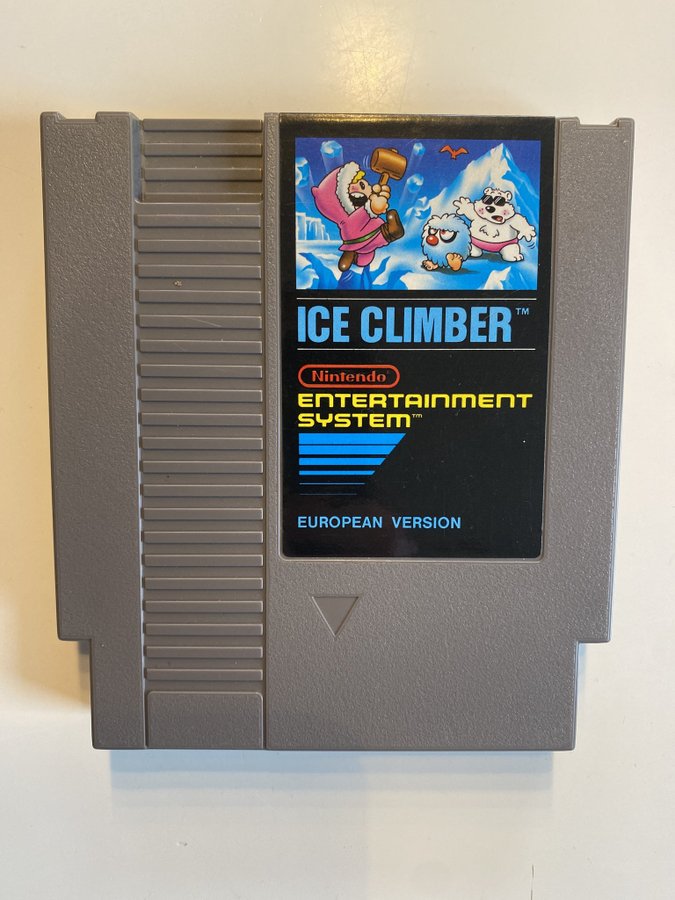 ICE CLIMBER™
Nintendo
ENTERTAINMENT
SYSTEM™
EUROPEAN VERSION